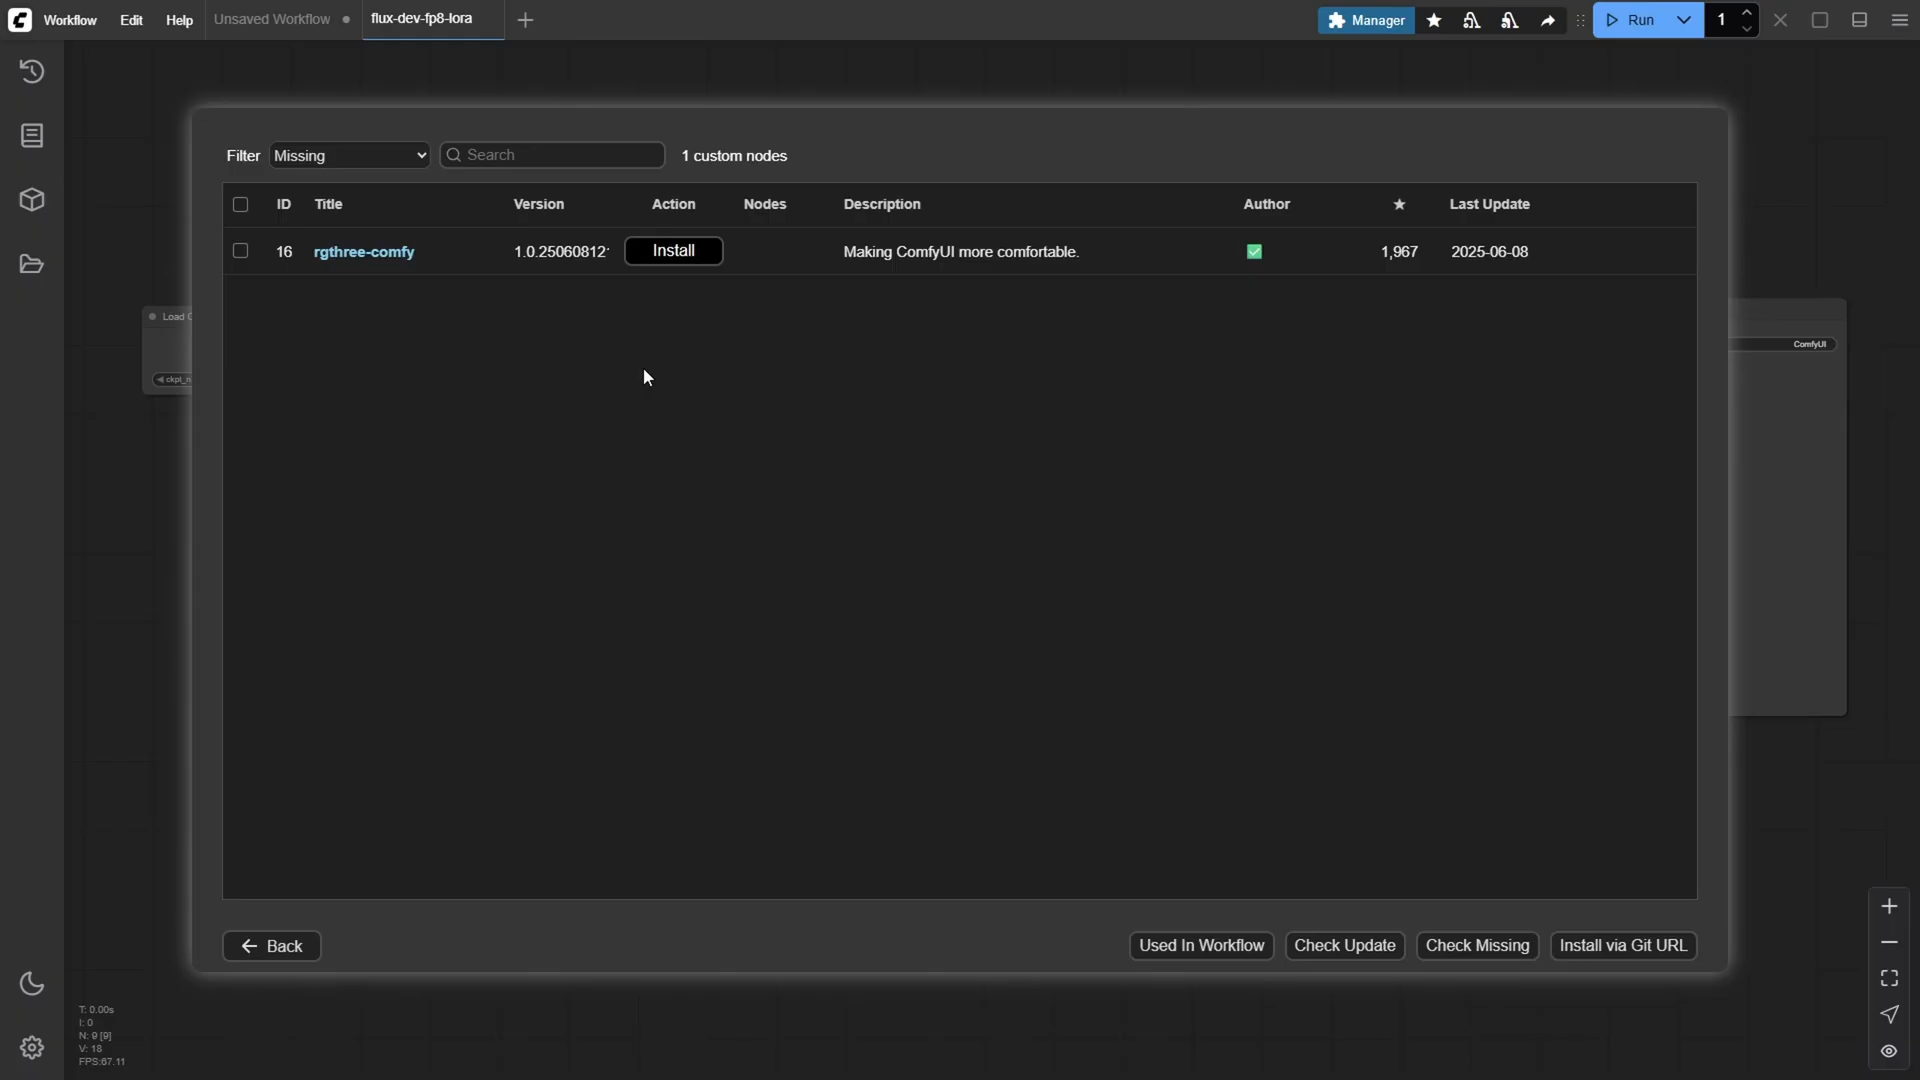 Workflow Edit Help Unsaved Workflow flux-dev-fp8-lora Manager Run 1
Filter Missing Search 1 custom nodes
ID Title Version Action Nodes Description Author ★ Last Update
16 rgthree-comfy 1.0.25060812 Install Making ComfyUI more comfortable. 1,967 2025-06-08
Load
ComfyUI
ckpt_n
Back Used In Workflow Check Update Check Missing Install via Git URL
T: 0.00s
I: 0
N: 9 [9]
V: 18
FPS:67.11